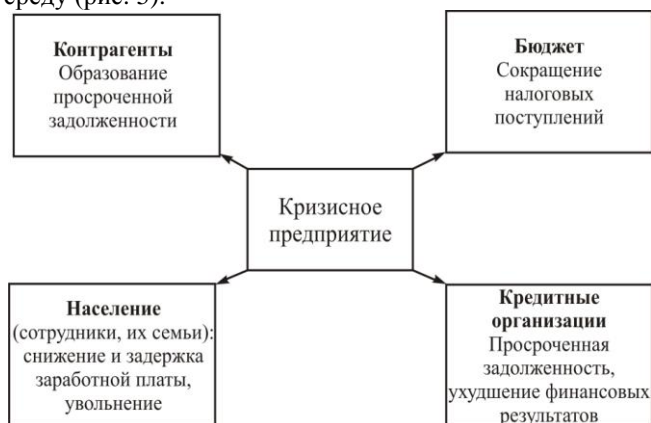 среду (рис. 3).
Контрагенты
Образование
просроченной
задолженности
Бюджет
Сокращение
налоговых
поступлений
Кризисное
предприятие
Население
(сотрудники, их семьи):
снижение и задержка
заработной платы,
увольнение
Кредитные
организации
Просроченная
задолженность,
ухудшение финансовых
результатов